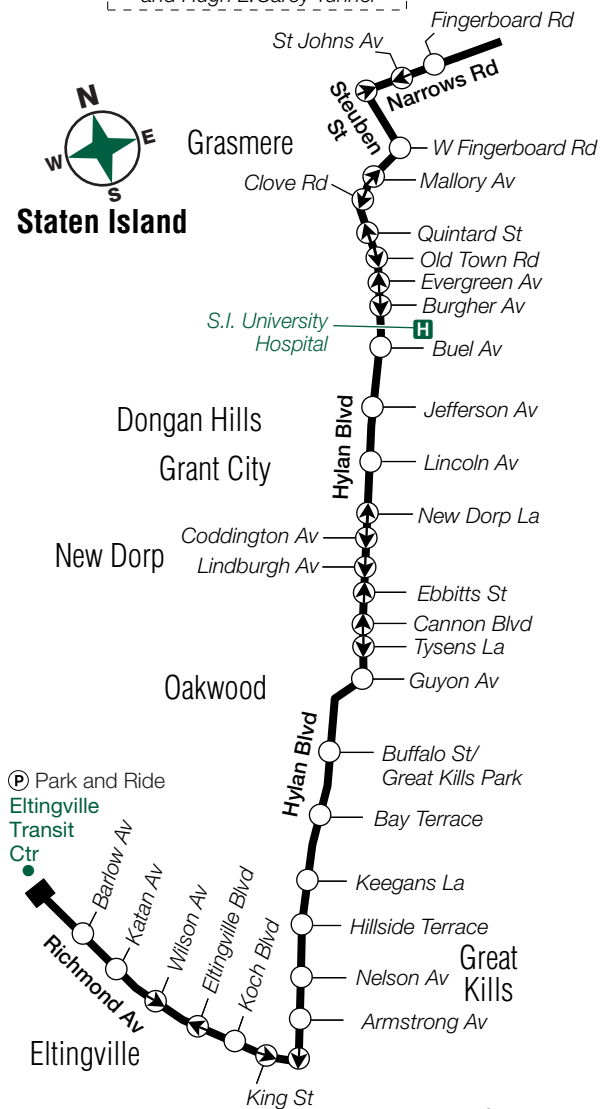 and Hugh L. Carey Tunnel
Fingerboard Rd
St Johns Av
Narrows Rd
Steuben
St
N
E
W
S
Staten Island
Grasmere
W Fingerboard Rd
Mallory Av
Clove Rd
Quintard St
Old Town Rd
Evergreen Av
Burgher Av
S.I. University
Hospital
H
Buel Av
Jefferson Av
Dongan Hills
Hylan Blvd
Grant City
Lincoln Av
New Dorp La
Coddington Av
New Dorp
Lindburgh Av
Ebbitts St
Cannon Blvd
Tysens La
Oakwood
Guyon Av
Hylan Blvd
Buffalo St/
Great Kills Park
P Park and Ride
Eltingville
Transit
Ctr
Bay Terrace
Barlow Av
Katan Av
Wilson Av
Eltingville Blvd
Koch Blvd
Keegans La
Hillside Terrace
Richmond Av
Great
Kills
Nelson Av
Armstrong Av
Eltingville
King St